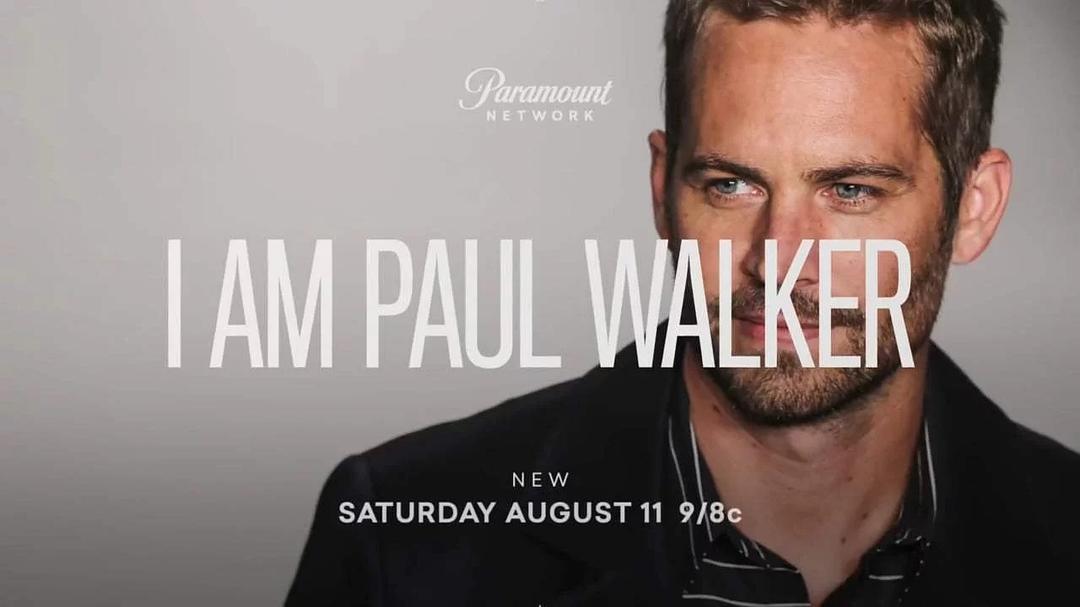 Paramount
NETWORK
I AM PAUL WALKER
NEW
SATURDAY AUGUST 11 9/8c